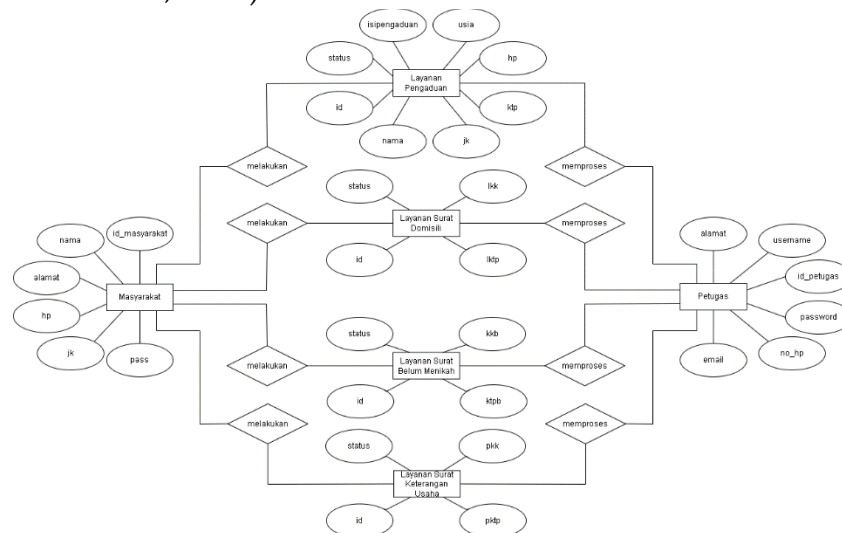 isipengaduan
usia
status
hp
Layanan
Pengaduan
id
ktp
nama
jk
melakukan
memproses
status
lkk
melakukan
Layanan Surat
Domisili
memproses
id
lktp
nama
id_masyarakat
alamat
Masyarakat
hp
jk
pass
alamat
username
id_petugas
Petugas
password
email
no_hp
status
kkb
melakukan
Layanan Surat
Belum Menikah
memproses
id
ktpb
melakukan
memproses
status
pkk
Layanan Surat
Keterangan
Usaha
id
pktp